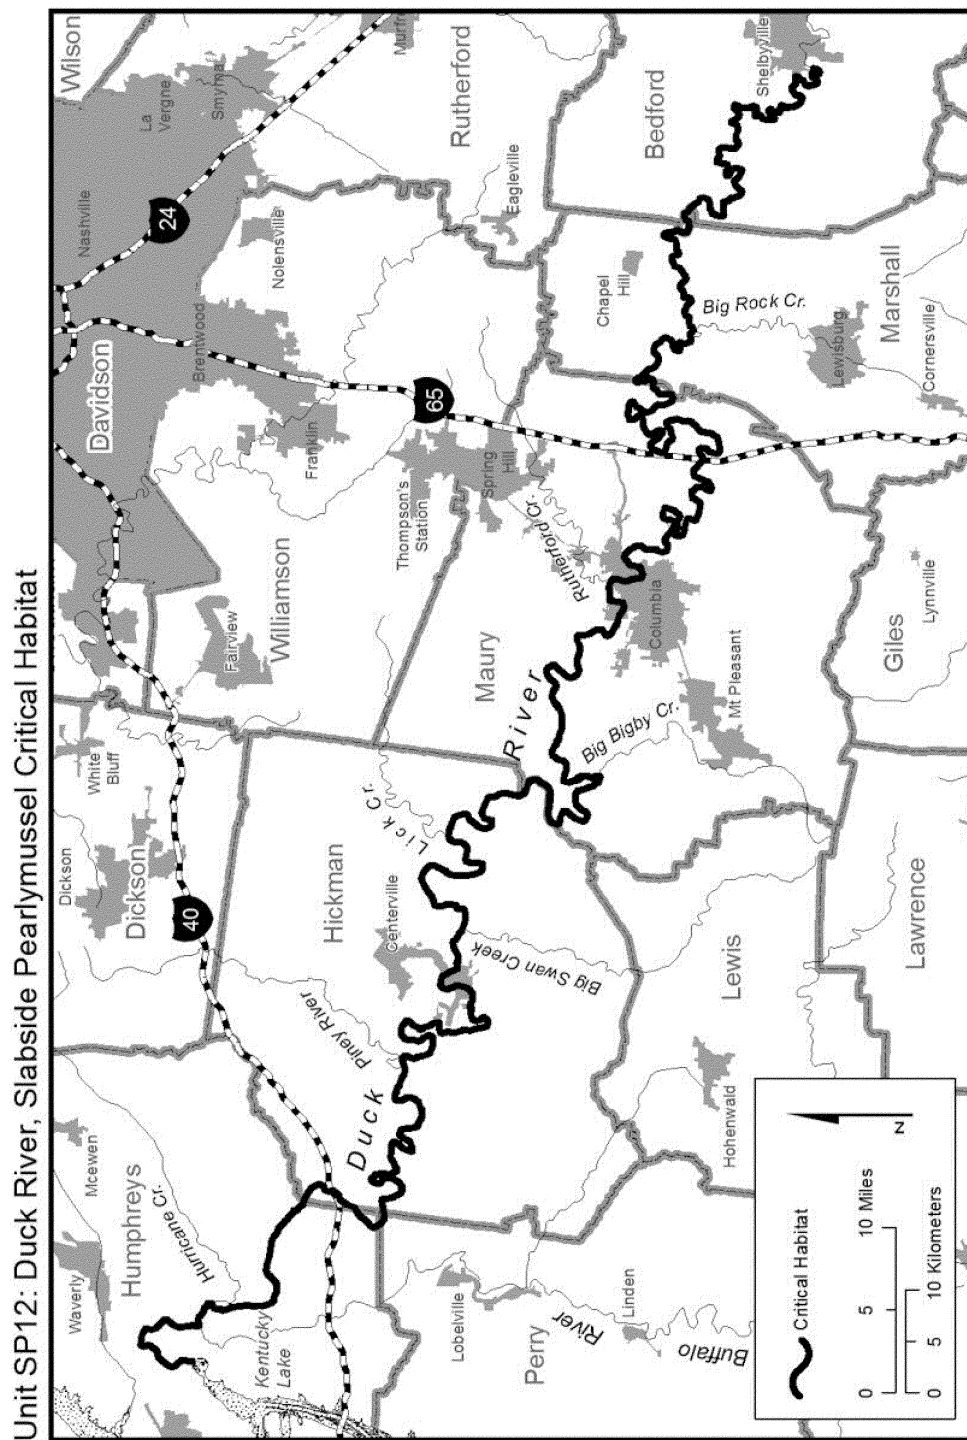 Unit SP12: Duck River, Slabside Pearlymussel Critical Habitat
Waverly
Mcewen
Humphreys
Hurricane Cr.
Kentucky
Lake
Dickson
Dickson
White
Bluff
40
Fairview
Williamson
Davidson
Nashville
24
La
Vergne
Smyrna
Wilson
Brentwood
Nolensville
Franklin
Thompson's
Station
65
Spring
Hill
Eagleville
Rutherford
Hickman
Centerville
Piney River
Lick Cr.
Duck
River
Big Swan Creek
Maury
Rutherford Cr.
Columbia
Big Bigby Cr.
Mt Pleasant
Chapel
Hill
Big Rock Cr.
Bedford
Shelbyville
Marshall
Lewisburg
Cornersville
Giles
Lynnville
Lawrence
Lewis
Hohenwald
Perry
Lobelville
Linden
Buffalo
River
Critical Habitat
0 5 10 Miles
0 5 10 Kilometers
N